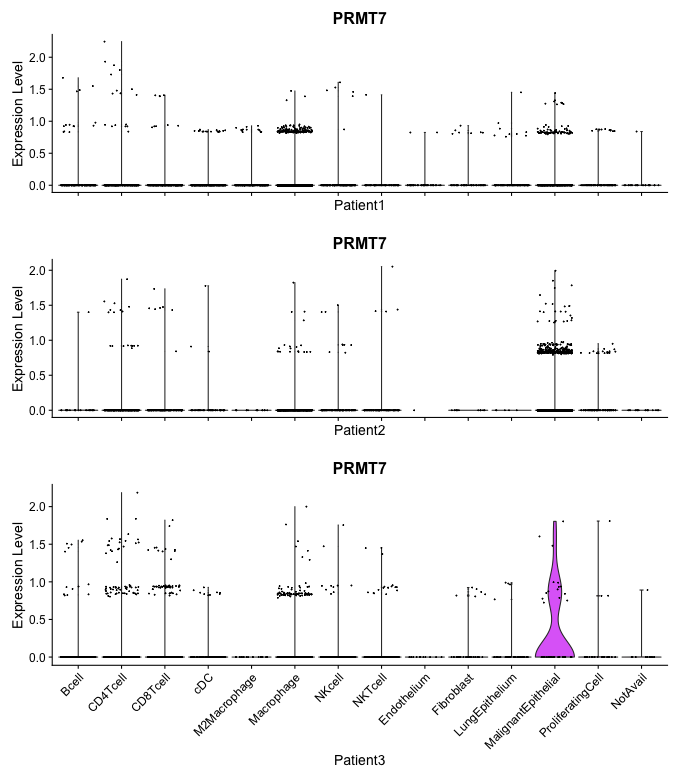 PRMT7
Expression Level
2.0
1.5
1.0
0.5
0.0
Patient1
PRMT7
Expression Level
2.0
1.5
1.0
0.5
0.0
Patient2
PRMT7
Expression Level
2.0
1.5
1.0
0.5
0.0
Bcell
CD4Tcell
CD8Tcell
cDC
M2Macrophage
Macrophage
NKcell
NKTcell
Endothelium
Fibroblast
LungEpithelium
MalignantEpithelial
ProliferatingCell
NotAvail
Patient3